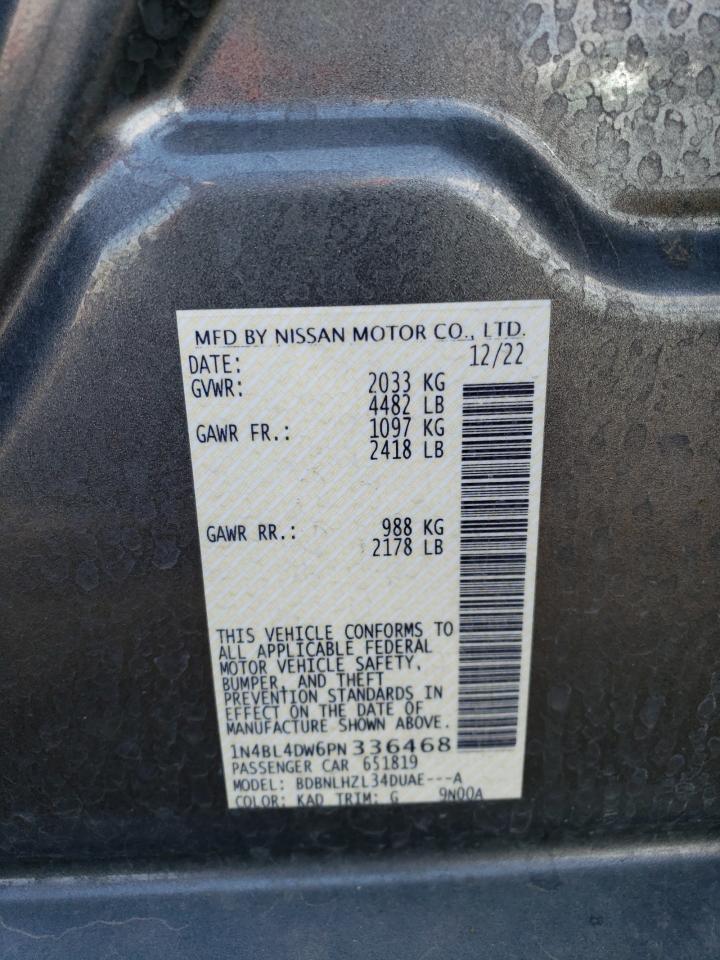 MFD BY NISSAN MOTOR CO., LTD.
DATE: 12/22
GVWR: 2033 KG
4482 LB
GAWR FR.: 1097 KG
2418 LB
GAWR RR.: 988 KG
2178 LB
THIS VEHICLE CONFORMS TO
ALL APPLICABLE FEDERAL
MOTOR VEHICLE SAFETY,
BUMPER, AND THEFT
PREVENTION STANDARDS IN
EFFECT ON THE DATE OF
MANUFACTURE SHOWN ABOVE.
1N4BL4DW6PN336468
PASSENGER CAR 651819
MODEL: BDBNLHZL34DUAE---A
COLOR: KAD TRIM: G 9N00A